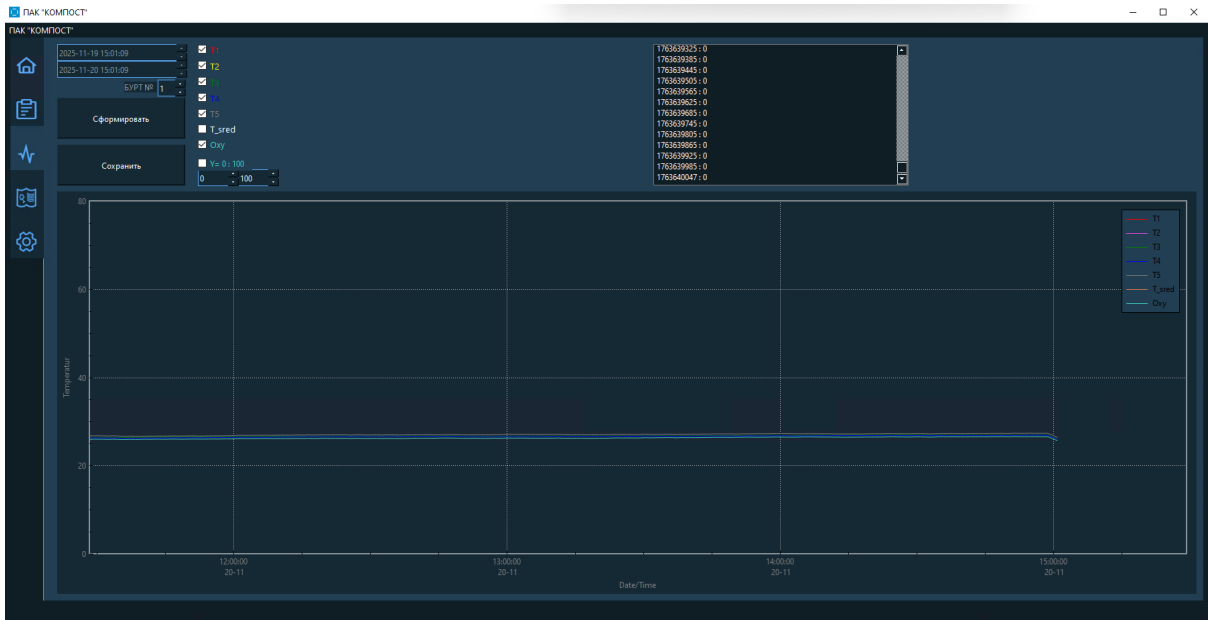 ПАК "КОМПОСТ"
ПАК "КОМПОСТ"
2025-11-19 15:01:09
2025-11-20 15:01:09
БУРТ № 1
Сформировать
Сохранить
T1
T2
T3
T4
T5
T_sred
Oxy
Y= 0 : 100
0 100
1763639325 : 0
1763639385 : 0
1763639445 : 0
1763639505 : 0
1763639565 : 0
1763639625 : 0
1763639685 : 0
1763639745 : 0
1763639805 : 0
1763639865 : 0
1763639925 : 0
1763639985 : 0
1763640047 : 0
80
60
40
20
0
Temperatur
T1
T2
T3
T4
T5
T_sred
Oxy
12:00:00 13:00:00 14:00:00 15:00:00
20-11 20-11 20-11 20-11
Date/Time